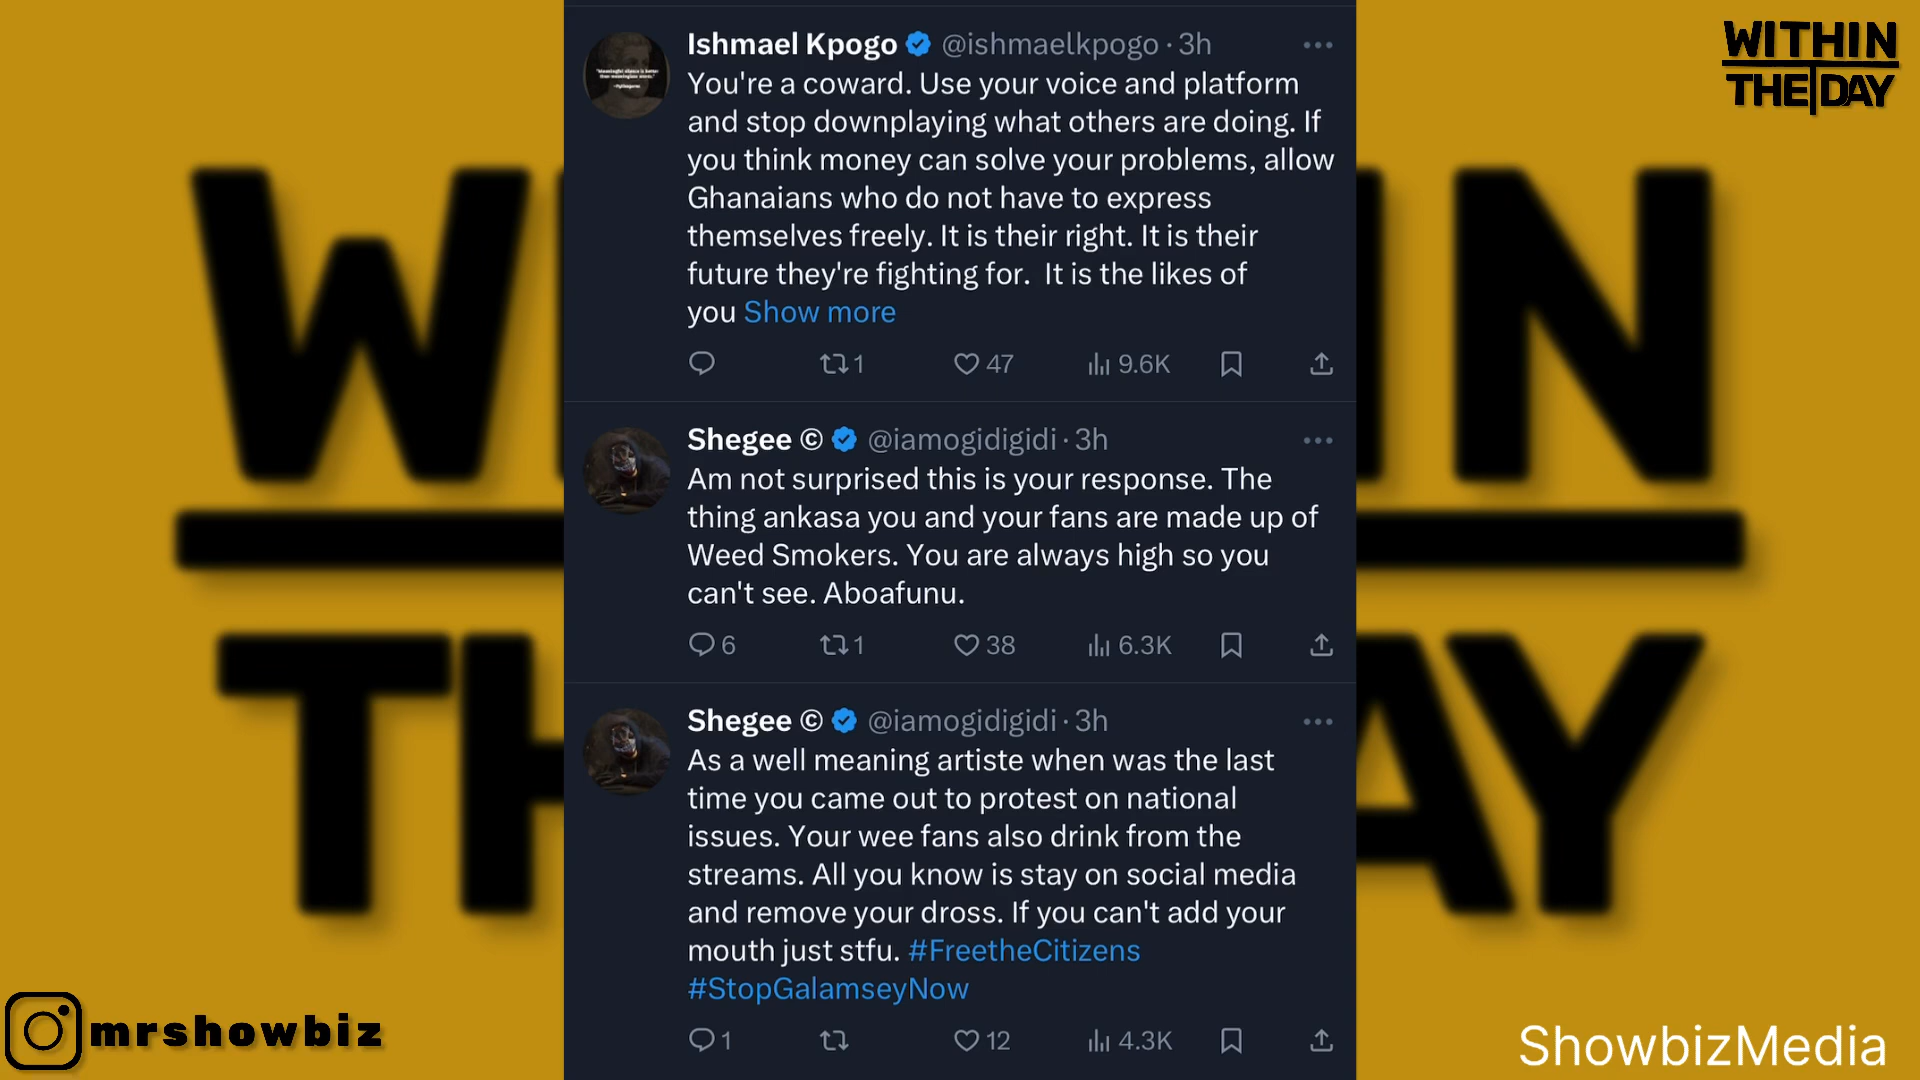 WITHIN
THE DAY
Ishmael Kpogo @ishmaelkpogo · 3h
You're a coward. Use your voice and platform
and stop downplaying what others are doing. If
you think money can solve your problems, allow
Ghanaians who do not have to express
themselves freely. It is their right. It is their
future they're fighting for.  It is the likes of
you Show more
1 47 9.6K
Shegee © @iamogidigidi · 3h
Am not surprised this is your response. The
thing ankasa you and your fans are made up of
Weed Smokers. You are always high so you
can't see. Aboafunu.
6 1 38 6.3K
Shegee © @iamogidigidi · 3h
As a well meaning artiste when was the last
time you came out to protest on national
issues. Your wee fans also drink from the
streams. All you know is stay on social media
and remove your dross. If you can't add your
mouth just stfu. #FreetheCitizens
#StopGalamseyNow
1 12 4.3K
W IN
TH AY
mrshowbiz
ShowbizMedia